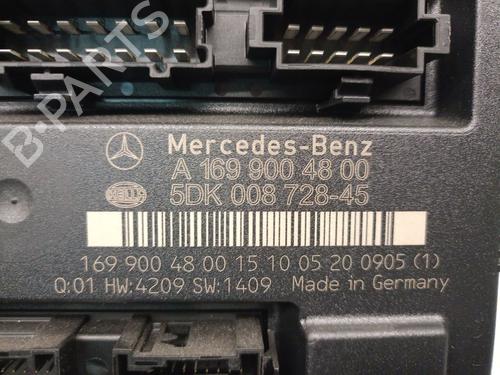 B-PARTS
Mercedes-Benz
A 169 900 48 00
HELLA 5DK 008 728-45
169 900 48 00 15 10 05 20 0905 (1)
Q:01 HW:4209 SW:1409 Made in Germany